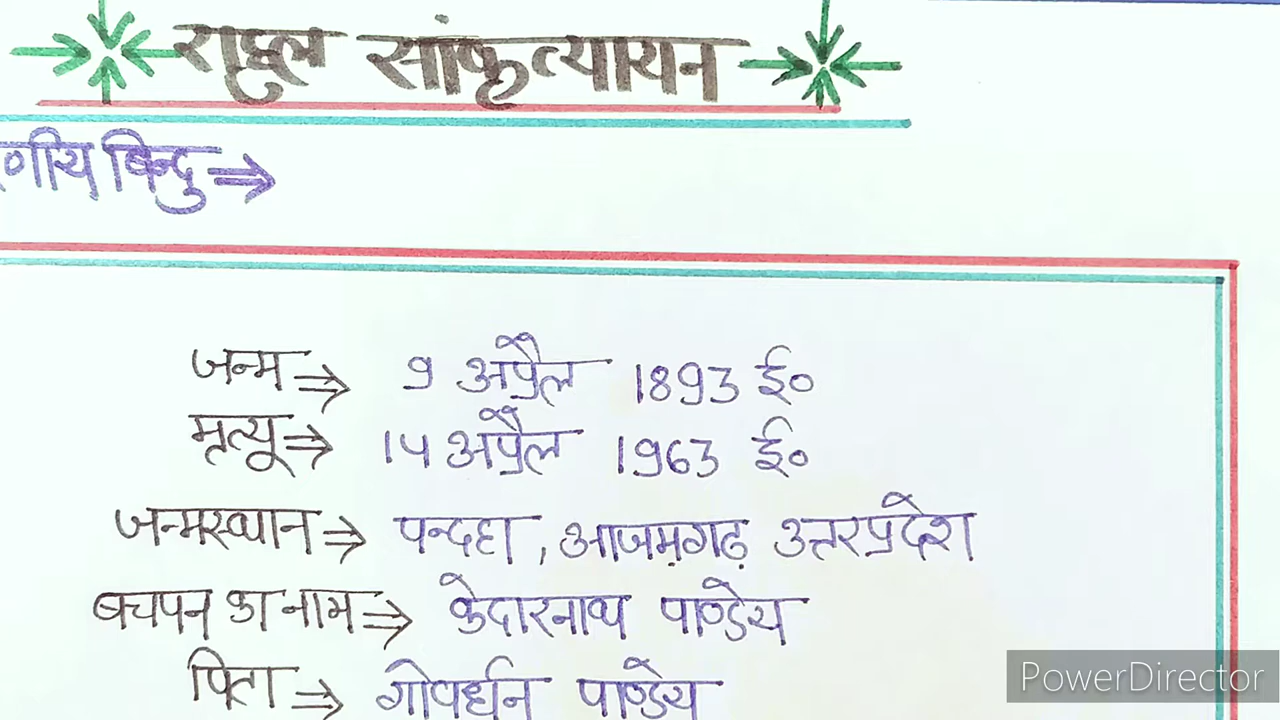 राहुल सांकृत्यायन
णीय बिन्दु ⇒
जन्म ⇒ 9 अप्रैल 1893 ई०
मृत्यू ⇒ 14 अप्रैल 1963 ई०
जन्मस्थान ⇒ पन्दहा , आजमगढ़ उत्तरप्रदेश
बचपन का नाम ⇒ केदारनाथ पाण्डेय
पिता ⇒ गोवर्धन पाण्डेय
PowerDirector